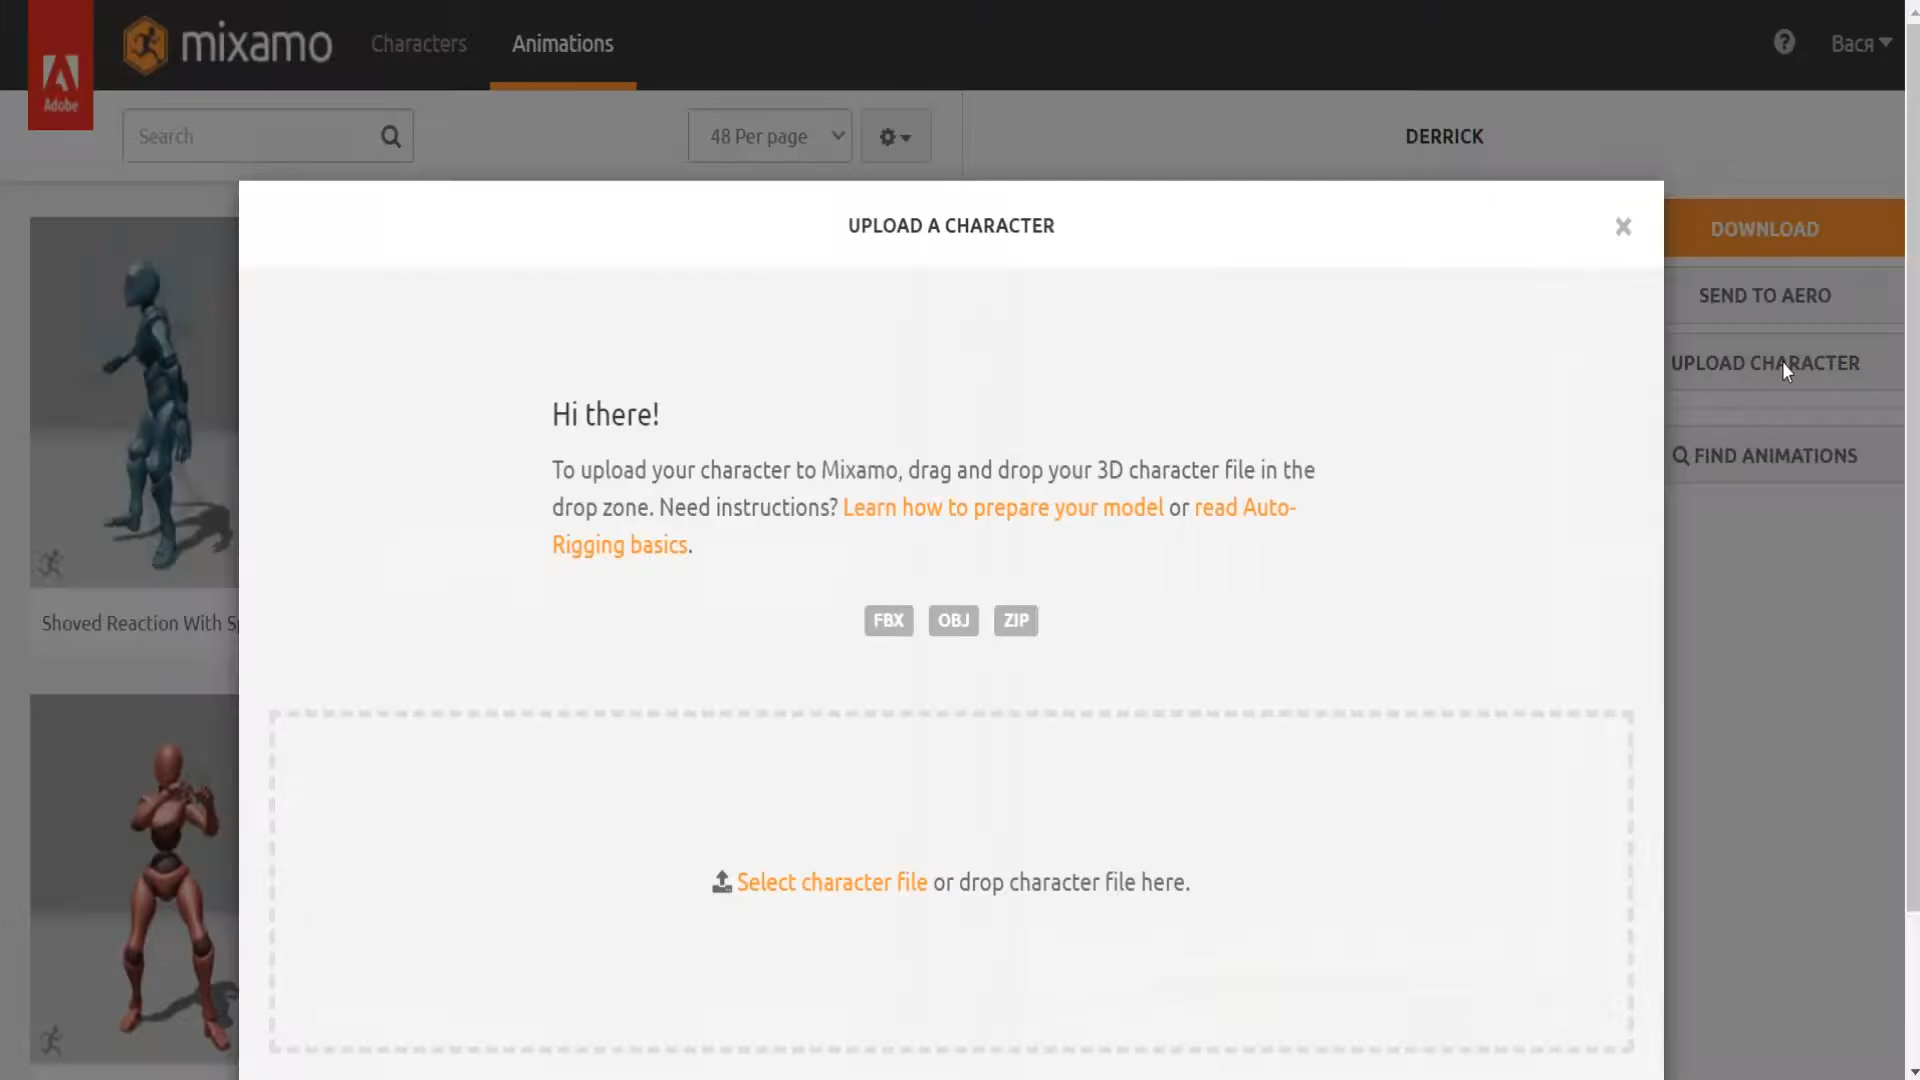 Adobe
mixamo
Characters
Animations
Вася
Search
48 Per page
DERRICK
UPLOAD A CHARACTER
DOWNLOAD
SEND TO AERO
UPLOAD CHARACTER
FIND ANIMATIONS
Hi there!
To upload your character to Mixamo, drag and drop your 3D character file in the
drop zone. Need instructions? Learn how to prepare your model or read Auto-
Rigging basics.
FBX OBJ ZIP
Shoved Reaction With
Select character file or drop character file here.